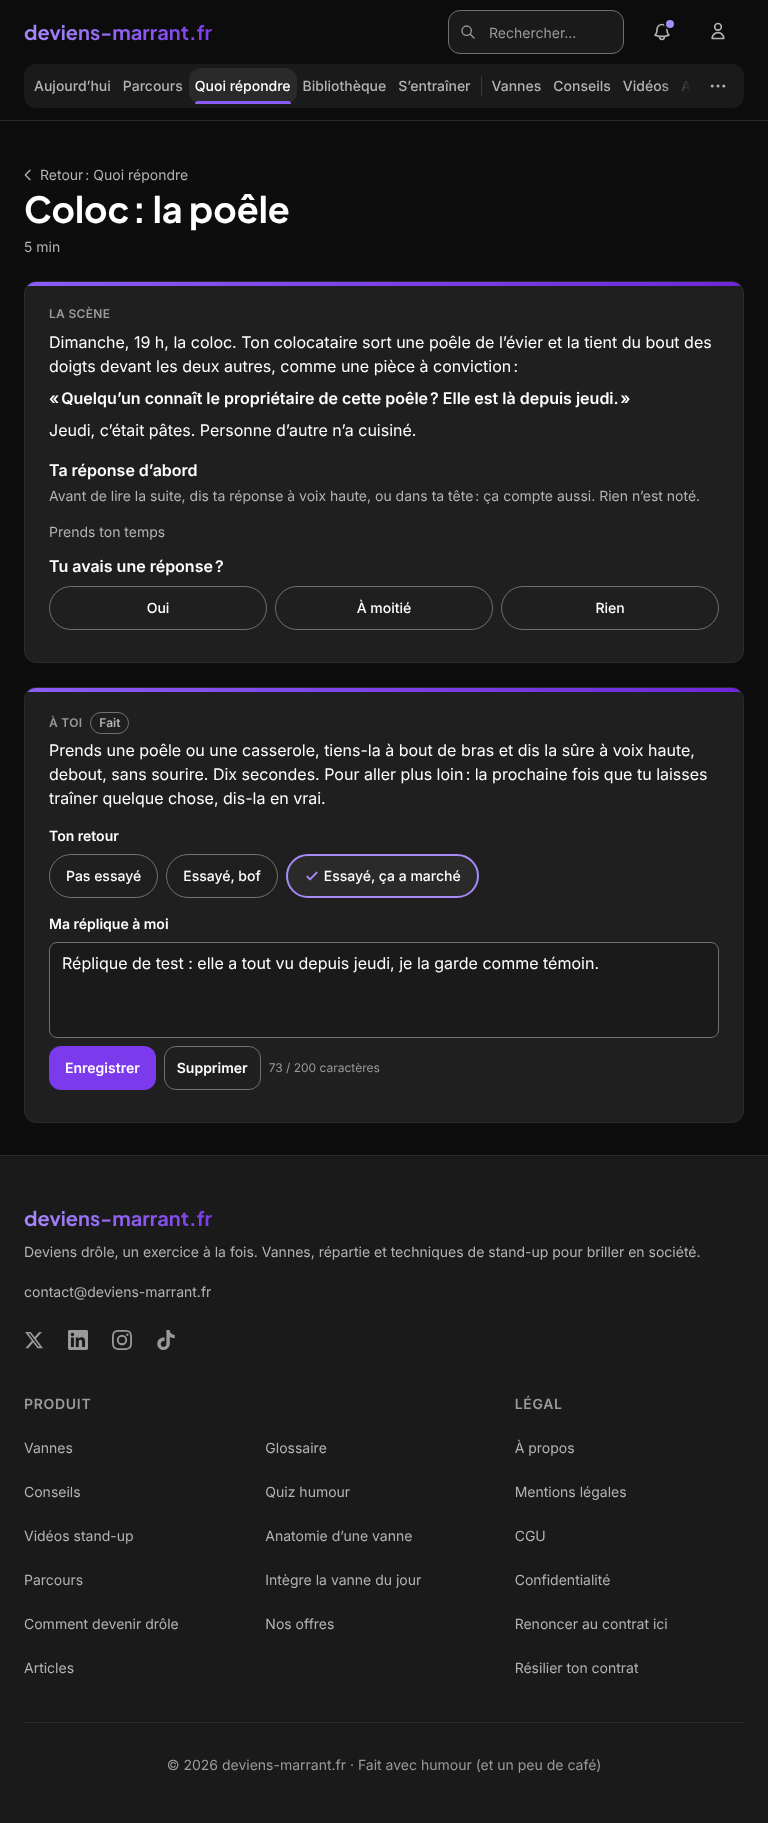 deviens-marrant.fr
Rechercher...
Aujourd’hui Parcours Quoi répondre Bibliothèque S’entraîner Vannes Conseils Vidéos
Retour : Quoi répondre
Coloc : la poêle
5 min
LA SCÈNE
Dimanche, 19 h, la coloc. Ton colocataire sort une poêle de l’évier et la tient du bout des
doigts devant les deux autres, comme une pièce à conviction :
« Quelqu’un connaît le propriétaire de cette poêle ? Elle est là depuis jeudi. »
Jeudi, c’était pâtes. Personne d’autre n’a cuisiné.
Ta réponse d’abord
Avant de lire la suite, dis ta réponse à voix haute, ou dans ta tête : ça compte aussi. Rien n’est noté.
Prends ton temps
Tu avais une réponse ?
Oui À moitié Rien
À TOI Fait
Prends une poêle ou une casserole, tiens-la à bout de bras et dis la sûre à voix haute,
debout, sans sourire. Dix secondes. Pour aller plus loin : la prochaine fois que tu laisses
traîner quelque chose, dis-la en vrai.
Ton retour
Pas essayé Essayé, bof Essayé, ça a marché
Ma réplique à moi
Réplique de test : elle a tout vu depuis jeudi, je la garde comme témoin.
Enregistrer Supprimer 73 / 200 caractères
deviens-marrant.fr
Deviens drôle, un exercice à la fois. Vannes, répartie et techniques de stand-up pour briller en société.
contact@deviens-marrant.fr
PRODUIT LÉGAL
Vannes Glossaire À propos
Conseils Quiz humour Mentions légales
Vidéos stand-up Anatomie d’une vanne CGU
Parcours Intègre la vanne du jour Confidentialité
Comment devenir drôle Nos offres Renoncer au contrat ici
Articles Résilier ton contrat
© 2026 deviens-marrant.fr · Fait avec humour (et un peu de café)